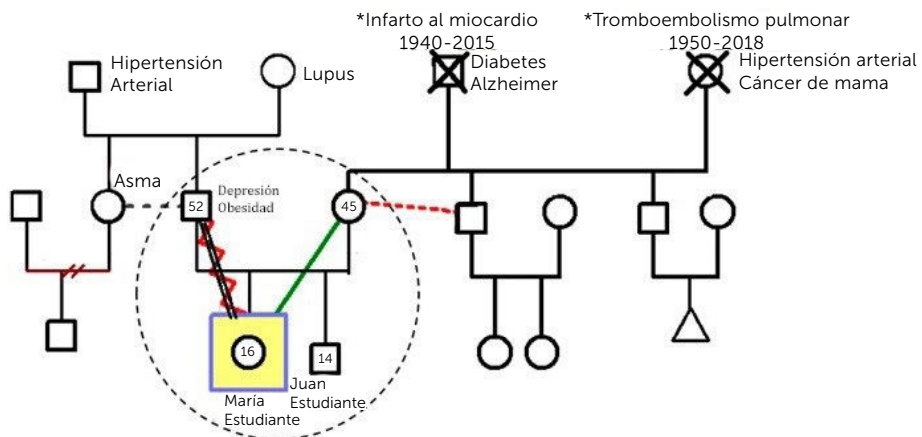 *Infarto al miocardio
1940-2015
*Tromboembolismo pulmonar
1950-2018
Hipertensión
Arterial
Lupus
Diabetes
Alzheimer
Hipertensión arterial
Cáncer de mama
Asma
52
Depresión
Obesidad
45
16
14
María
Estudiante
Juan
Estudiante